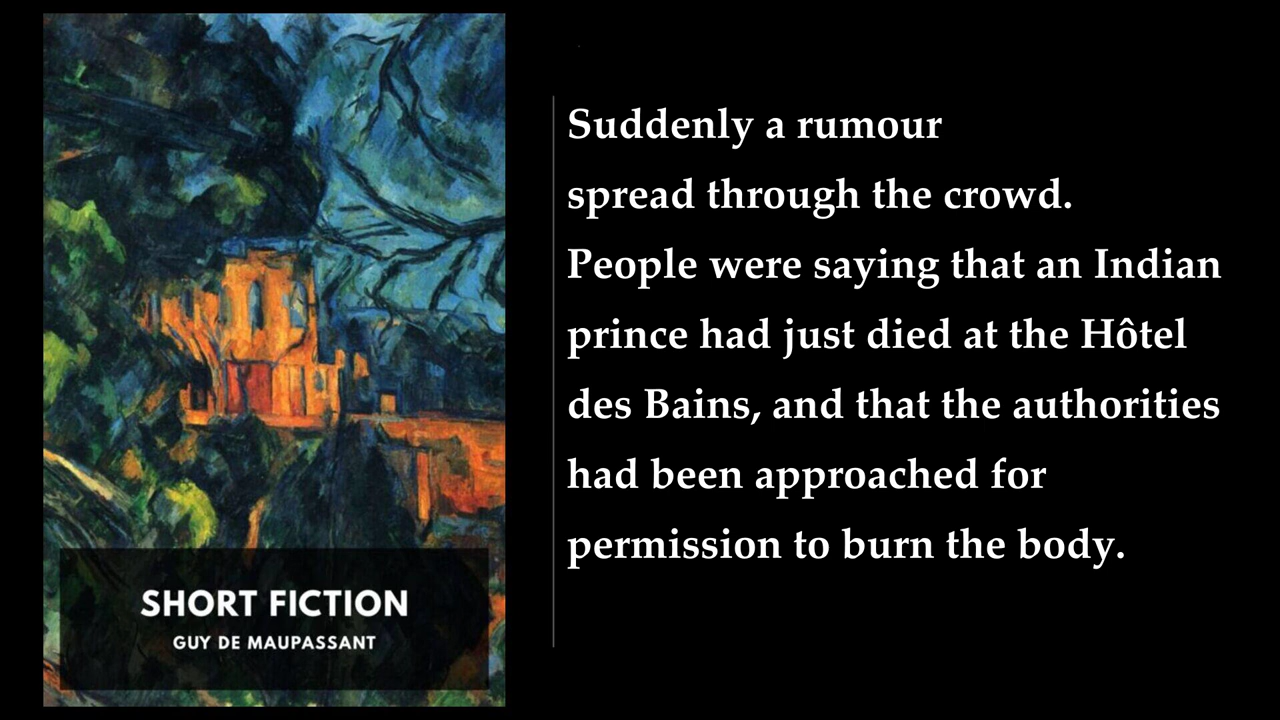 SHORT FICTION
GUY DE MAUPASSANT
Suddenly a rumour
spread through the crowd.
People were saying that an Indian
prince had just died at the Hôtel
des Bains, and that the authorities
had been approached for
permission to burn the body.